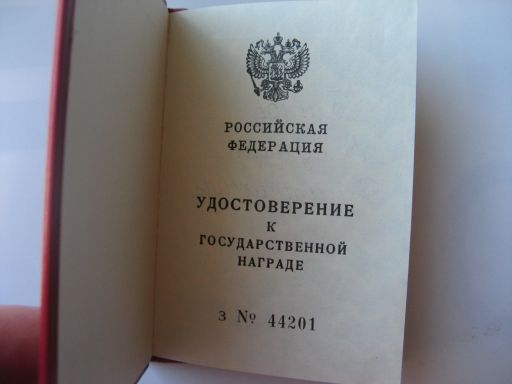 РОССИЙСКАЯ
ФЕДЕРАЦИЯ
УДОСТОВЕРЕНИЕ
К
ГОСУДАРСТВЕННОЙ
НАГРАДЕ
З № 44201